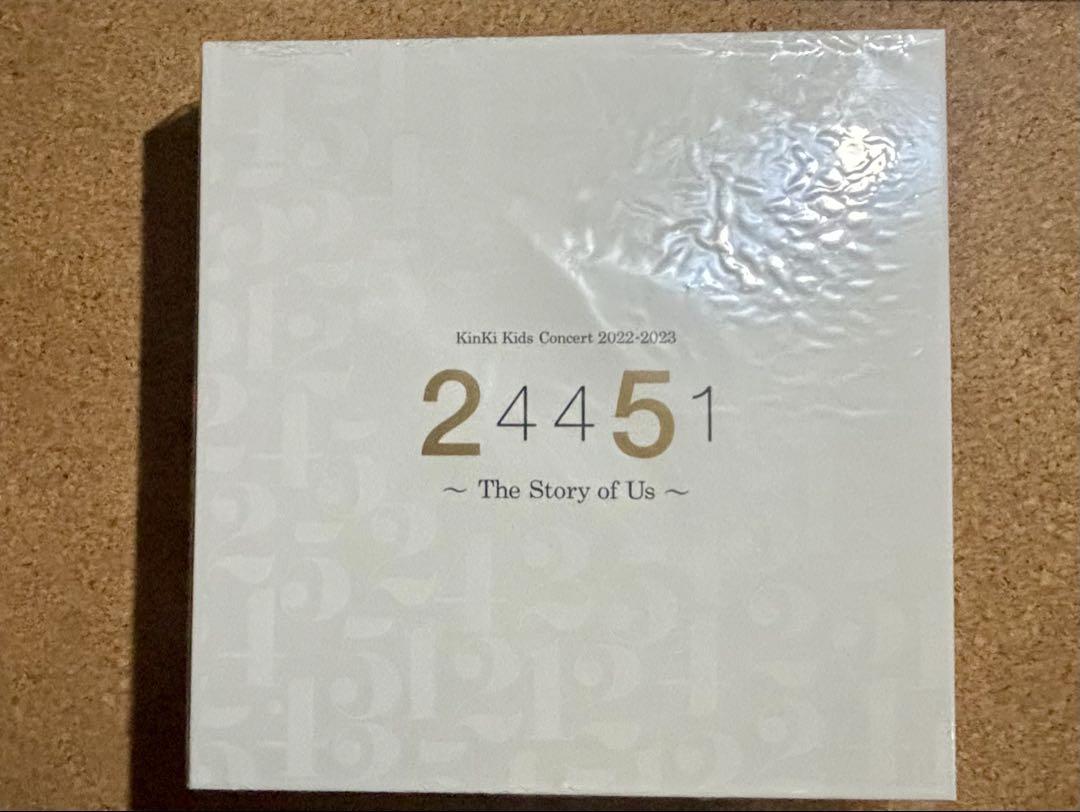 KinKi Kids Concert 2022-2023
24451
～ The Story of Us ～